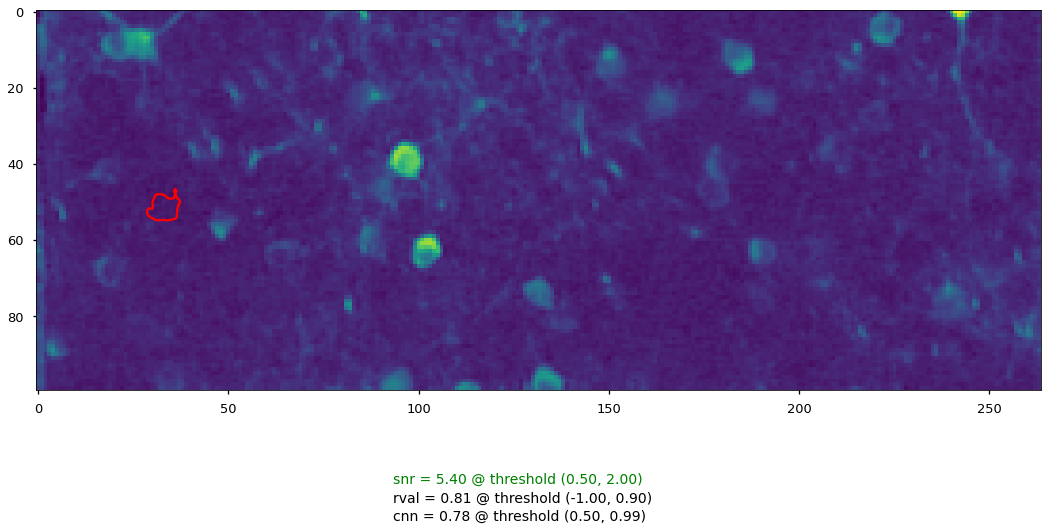 0
20
40
60
80
0 50 100 150 200 250
snr = 5.40 @ threshold (0.50, 2.00)
rval = 0.81 @ threshold (-1.00, 0.90)
cnn = 0.78 @ threshold (0.50, 0.99)